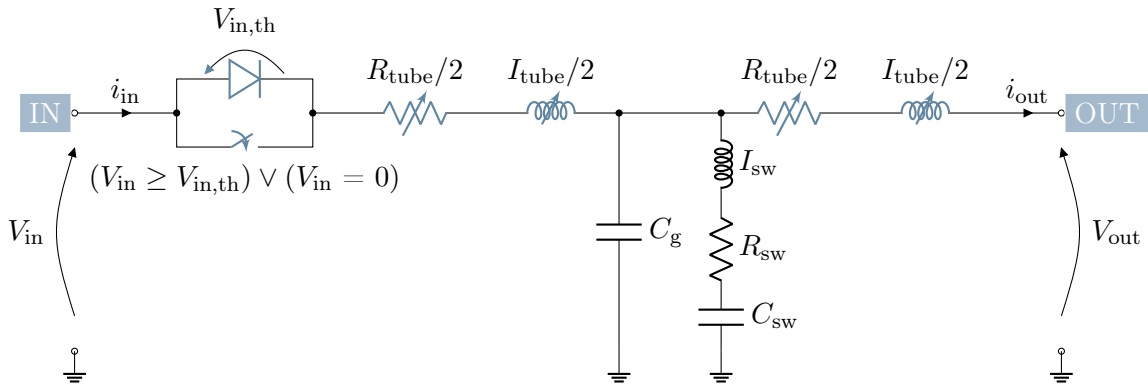 V_in,th
IN
i_in
R_tube/2
I_tube/2
R_tube/2
I_tube/2
i_out
OUT
I_sw
(V_in ≥ V_in,th) ∨ (V_in = 0)
V_in
C_g
R_sw
V_out
C_sw